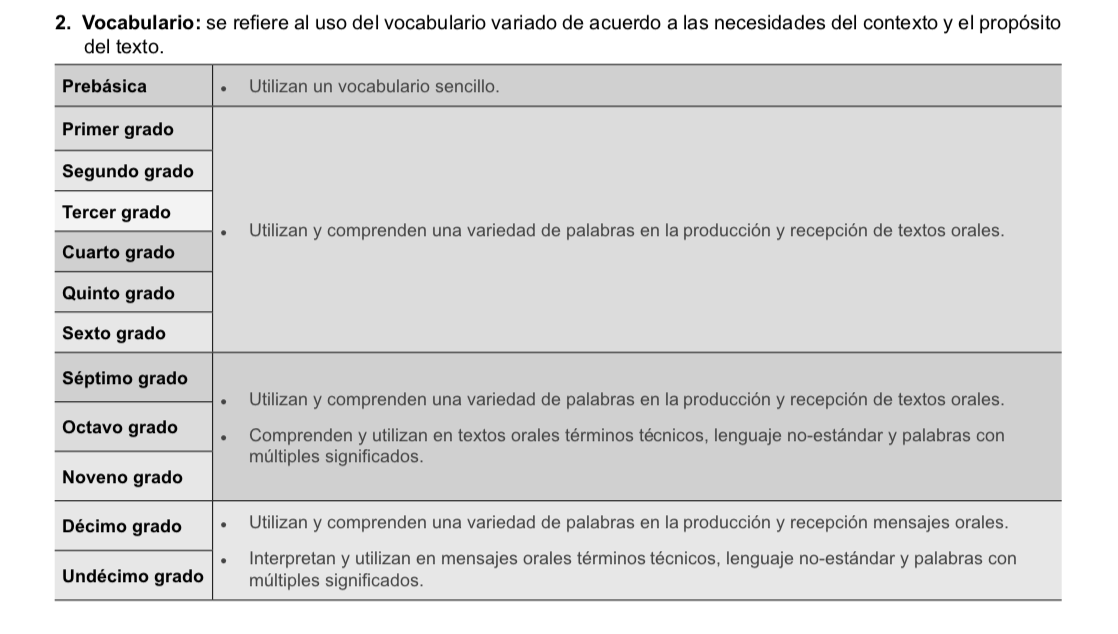 2. Vocabulario: se refiere al uso del vocabulario variado de acuerdo a las necesidades del contexto y el propósito
del texto.
Prebásica
• Utilizan un vocabulario sencillo.
Primer grado
Segundo grado
Tercer grado
Cuarto grado
Quinto grado
Sexto grado
• Utilizan y comprenden una variedad de palabras en la producción y recepción de textos orales.
Séptimo grado
Octavo grado
Noveno grado
• Utilizan y comprenden una variedad de palabras en la producción y recepción de textos orales.
• Comprenden y utilizan en textos orales términos técnicos, lenguaje no-estándar y palabras con
múltiples significados.
Décimo grado
Undécimo grado
• Utilizan y comprenden una variedad de palabras en la producción y recepción mensajes orales.
• Interpretan y utilizan en mensajes orales términos técnicos, lenguaje no-estándar y palabras con
múltiples significados.